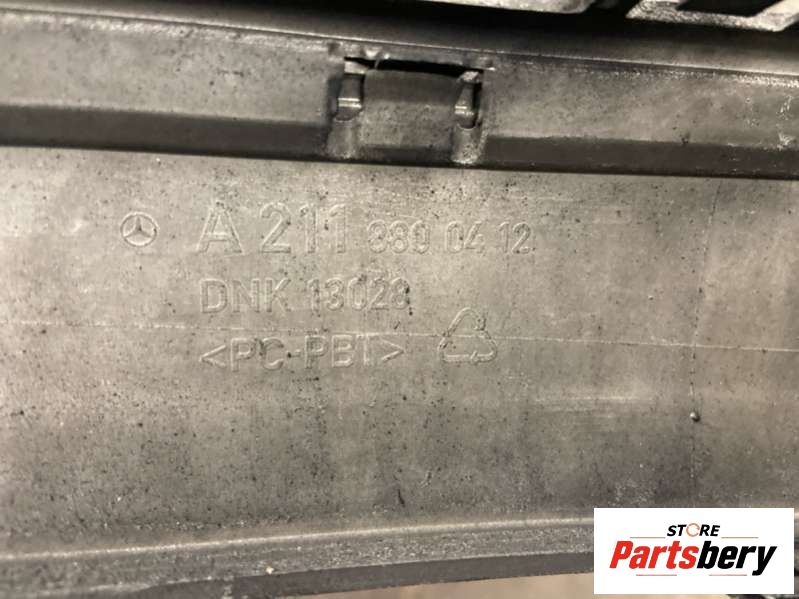 A 211 880 04 12
DNK 13028
<PC-PBT>
STORE
Partsbery